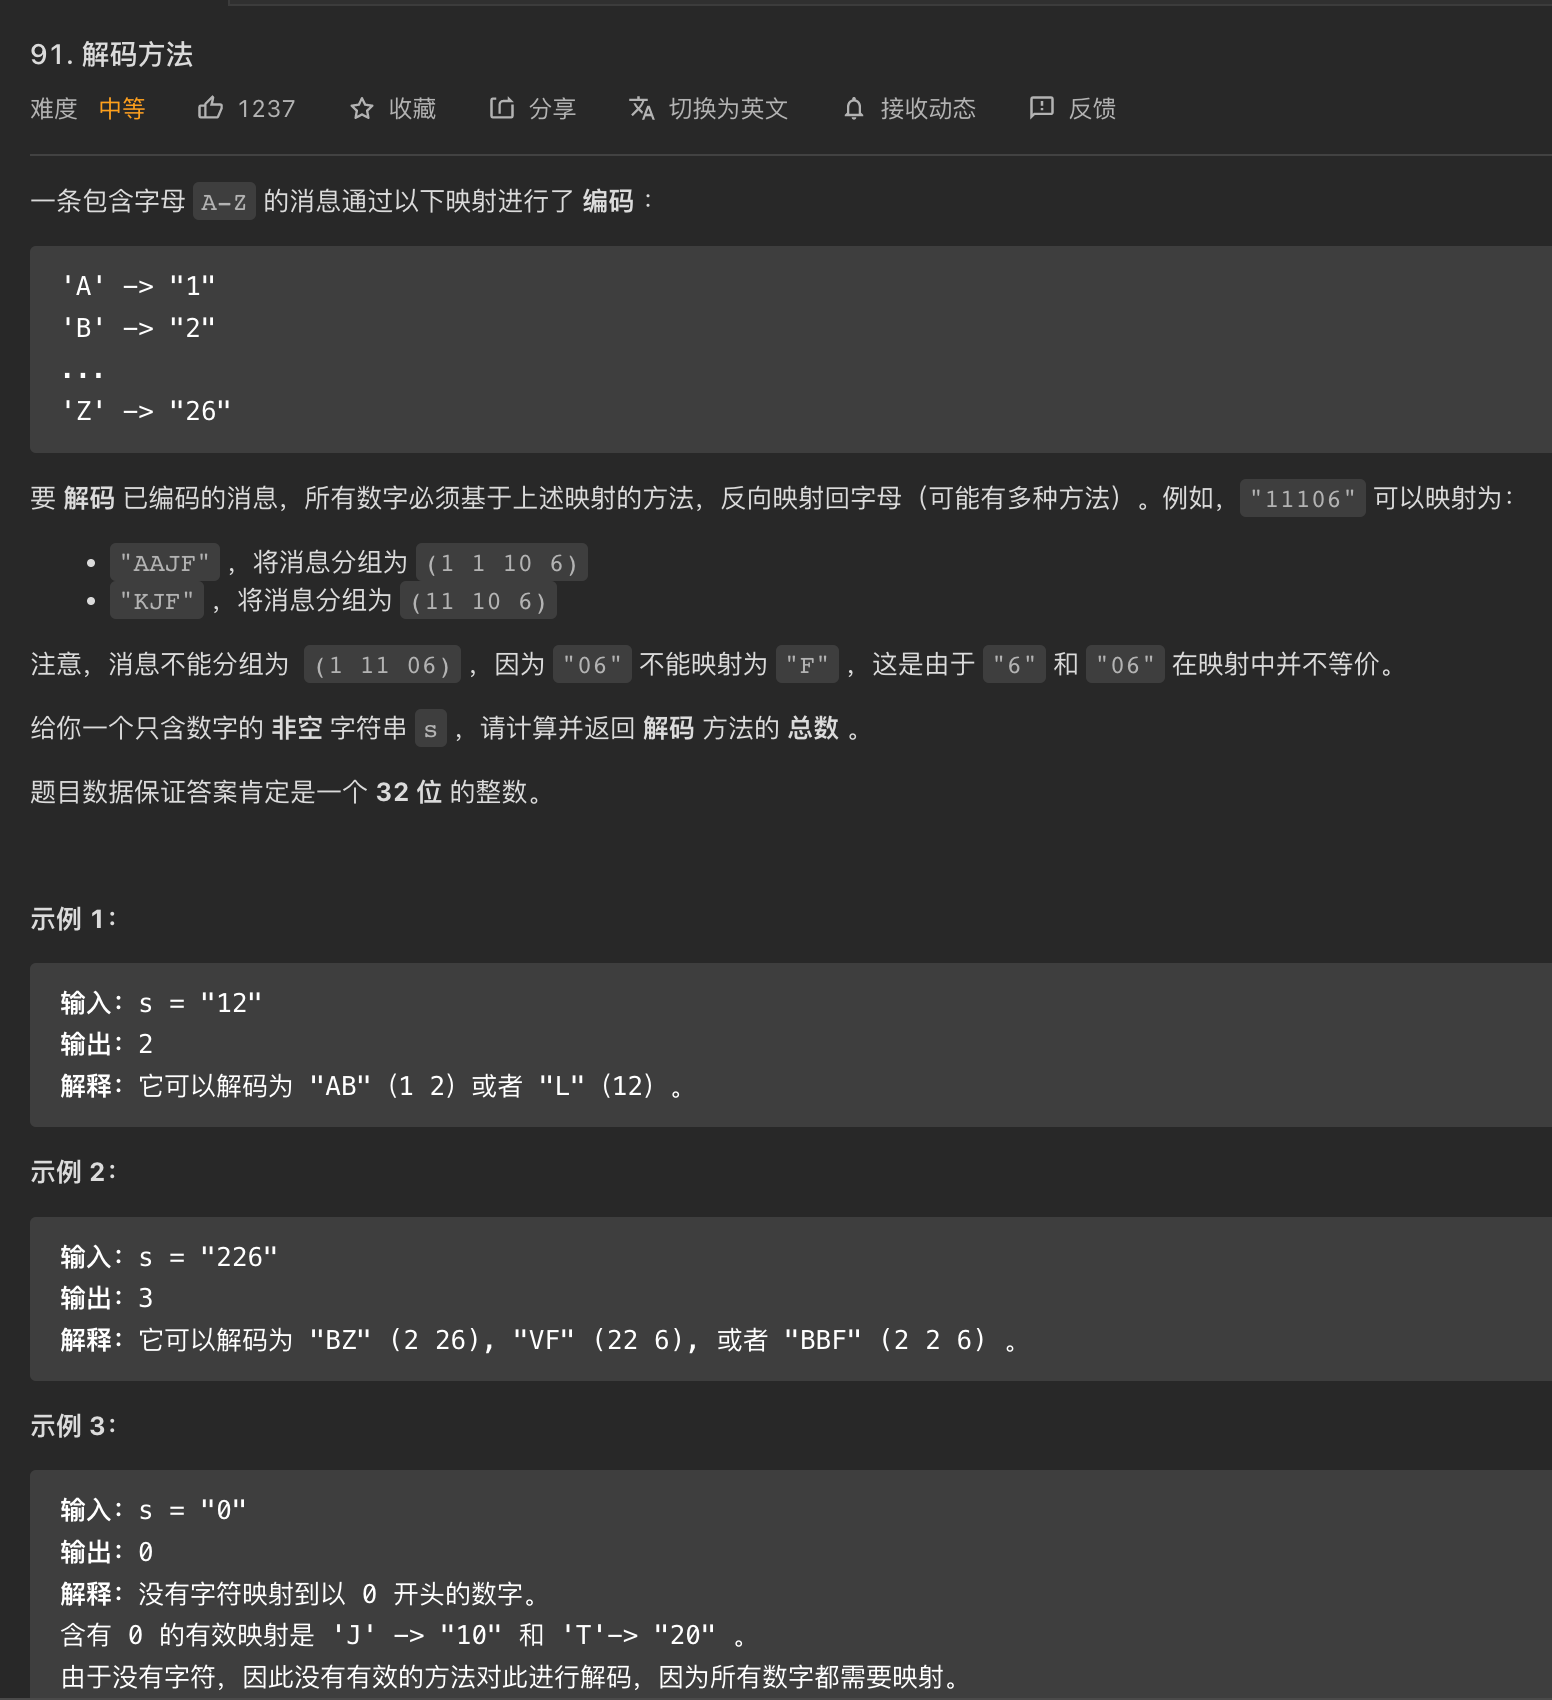 91. 解码方法
难度 中等 1237 收藏 分享 切换为英文 接收动态 反馈
一条包含字母 A-Z 的消息通过以下映射进行了 编码 ：
'A' -> "1"
'B' -> "2"
...
'Z' -> "26"
要 解码 已编码的消息，所有数字必须基于上述映射的方法，反向映射回字母（可能有多种方法）。例如，"11106" 可以映射为：
• "AAJF" ，将消息分组为 (1 1 10 6)
• "KJF" ，将消息分组为 (11 10 6)
注意，消息不能分组为 (1 11 06) ，因为 "06" 不能映射为 "F" ，这是由于 "6" 和 "06" 在映射中并不等价。
给你一个只含数字的 非空 字符串 s ，请计算并返回 解码 方法的 总数 。
题目数据保证答案肯定是一个 32 位 的整数。
示例 1：
输入：s = "12"
输出：2
解释：它可以解码为 "AB"（1 2）或者 "L"（12）。
示例 2：
输入：s = "226"
输出：3
解释：它可以解码为 "BZ" (2 26), "VF" (22 6), 或者 "BBF" (2 2 6) 。
示例 3：
输入：s = "0"
输出：0
解释：没有字符映射到以 0 开头的数字。
含有 0 的有效映射是 'J' -> "10" 和 'T'-> "20" 。
由于没有字符，因此没有有效的方法对此进行解码，因为所有数字都需要映射。